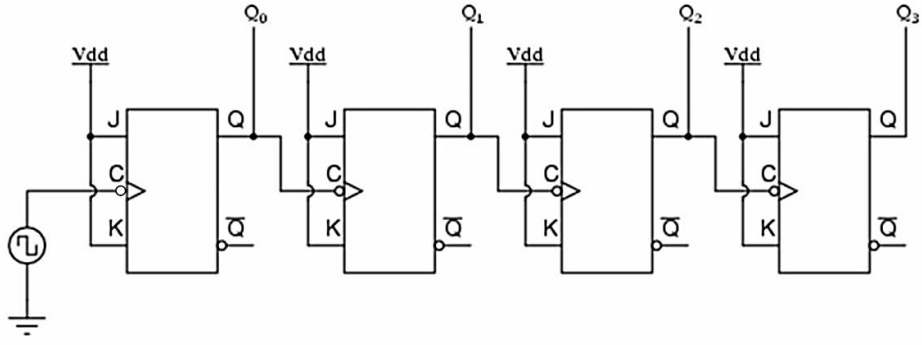 Q0 Q1 Q2 Q3
Vdd Vdd Vdd Vdd
J Q J Q J Q J Q
C C C C
K Q̅ K Q̅ K Q̅ K Q̅